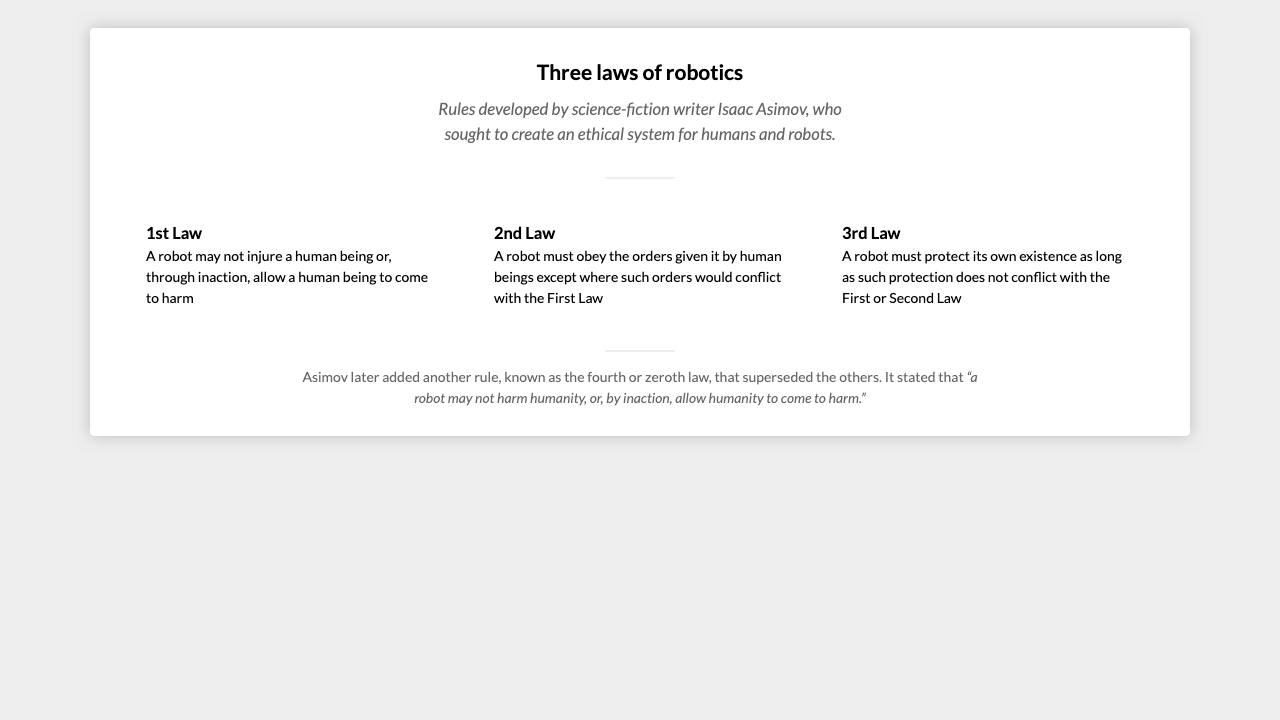 Three laws of robotics
Rules developed by science-fiction writer Isaac Asimov, who
sought to create an ethical system for humans and robots.
1st Law
A robot may not injure a human being or,
through inaction, allow a human being to come
to harm
2nd Law
A robot must obey the orders given it by human
beings except where such orders would conflict
with the First Law
3rd Law
A robot must protect its own existence as long
as such protection does not conflict with the
First or Second Law
Asimov later added another rule, known as the fourth or zeroth law, that superseded the others. It stated that “a
robot may not harm humanity, or, by inaction, allow humanity to come to harm.”